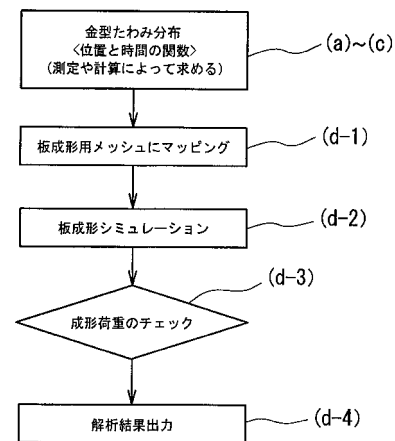 金型たわみ分布
<位置と時間の関数>
(測定や計算によって求める)
(a)~(c)
板成形用メッシュにマッピング
(d-1)
板成形シミュレーション
(d-2)
(d-3)
成形荷重のチェック
解析結果出力
(d-4)